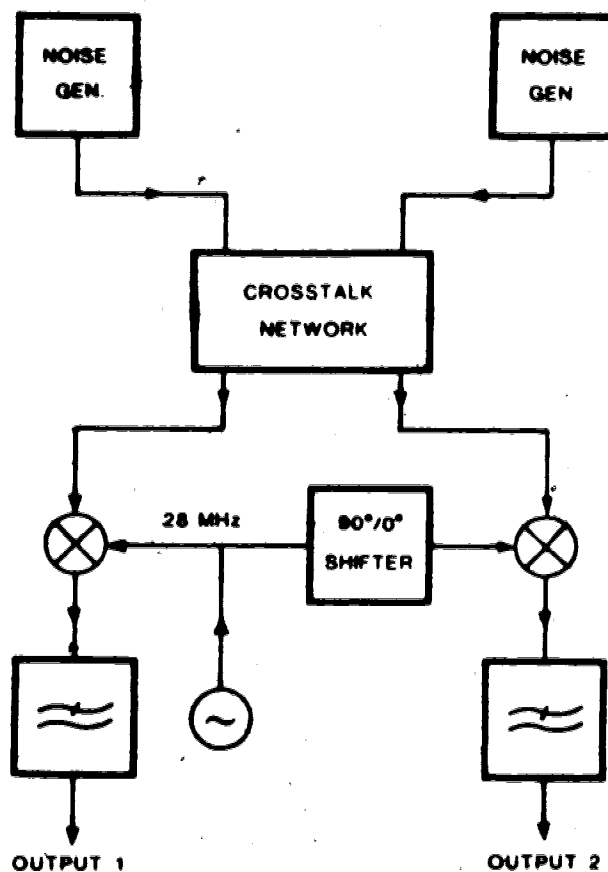 NOISE
GEN.
NOISE
GEN
CROSSTALK
NETWORK
28 MHz
90°/0°
SHIFTER
OUTPUT 1
OUTPUT 2